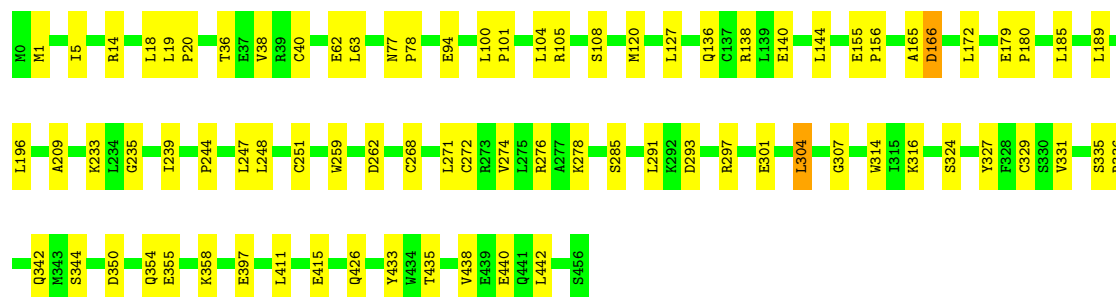 M0 M1 I5 R14 L18 L19 P20 T36 E37 V38 R39 C40 E62 L63 N77 P78 E94 L100 P101 L104 R105 S108 M120 L127 Q136 C137 R138 L139 E140 L144 E155 P156 A165 D166 L172 E179 P180 L185 L189
L196 A209 K233 L234 G235 I239 P244 L247 L248 C251 W259 D262 C268 L271 C272 R273 V274 L275 R276 A277 K278 S285 L291 K292 D293 R297 E301 L304 G307 W314 I315 K316 S324 Y327 F328 C329 S330 V331 S335
Q342 M343 S344 D350 Q354 E355 K358 E397 L411 E415 Q426 Y433 W434 T435 V438 E439 E440 Q441 L442 S456